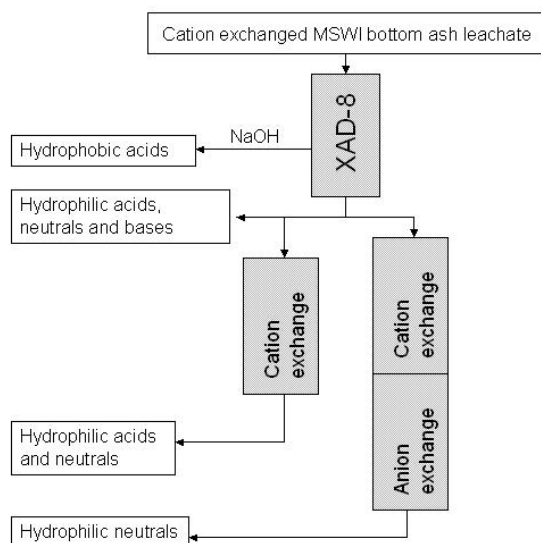 Cation exchanged MSWI bottom ash leachate
XAD-8
NaOH
Hydrophobic acids
Hydrophilic acids,
neutrals and bases
Cation
exchange
Cation
exchange
Hydrophilic acids
and neutrals
Anion
exchange
Hydrophilic neutrals